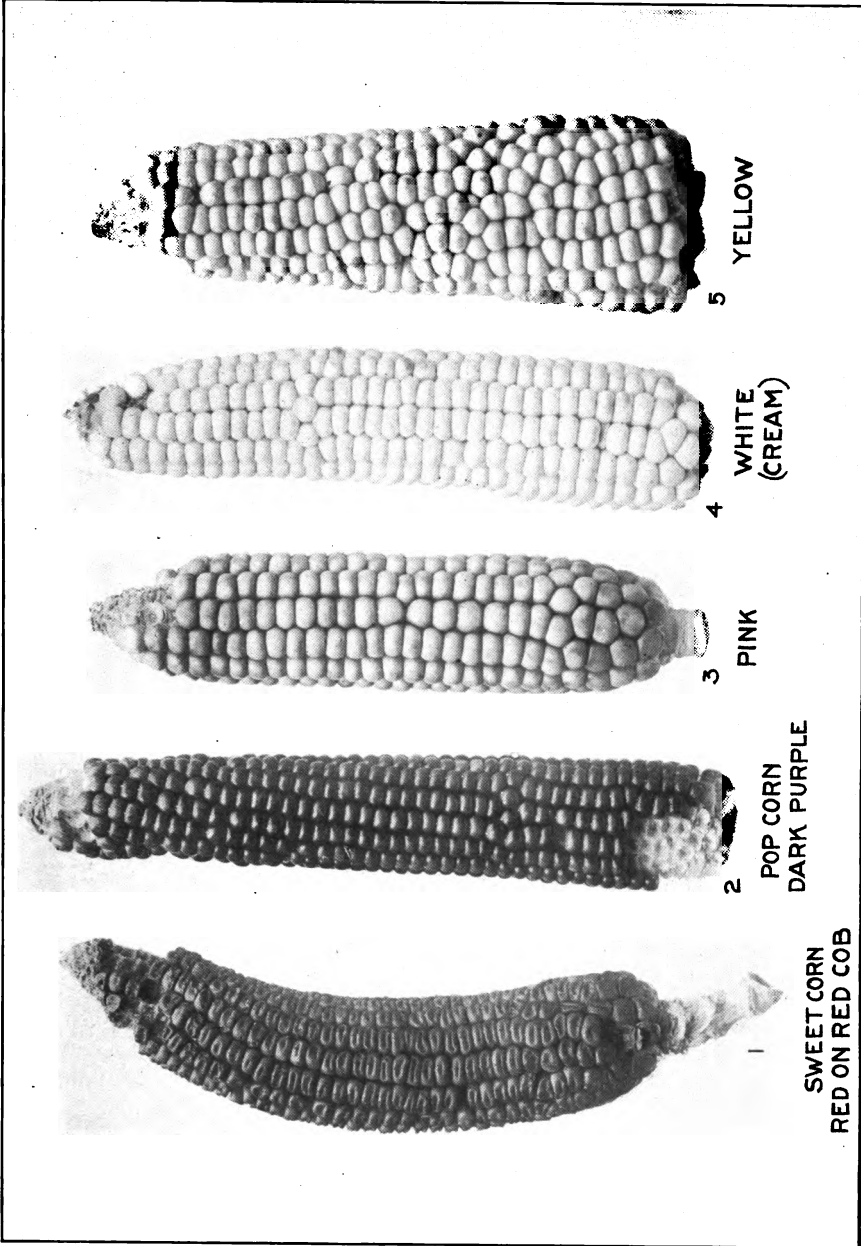 1
SWEET CORN
RED ON RED COB
2
POP CORN
DARK PURPLE
3
PINK
4
WHITE
(CREAM)
5
YELLOW